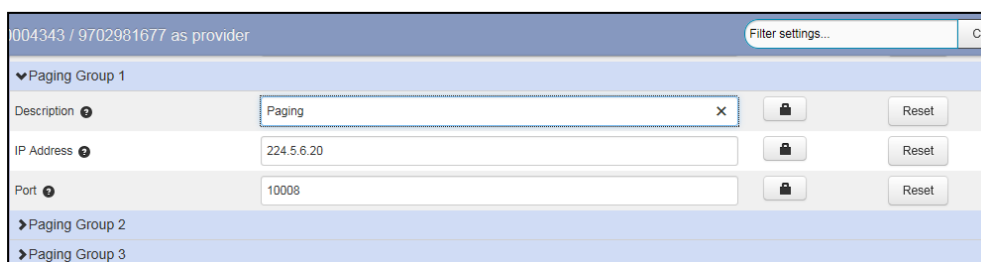 0004343 / 9702981677 as provider Filter settings... C
Paging Group 1
Description Paging Reset
IP Address 224.5.6.20 Reset
Port 10008 Reset
Paging Group 2
Paging Group 3